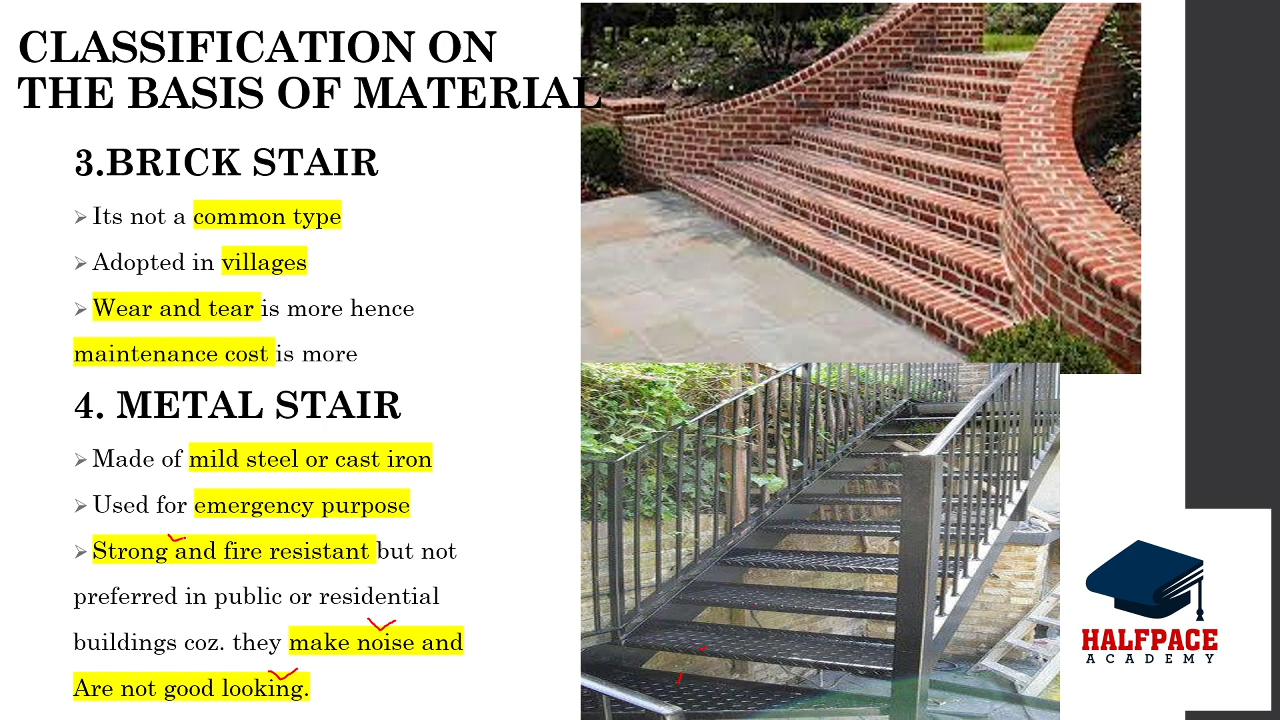 CLASSIFICATION ON
THE BASIS OF MATERIAL
3.BRICK STAIR
Its not a common type
Adopted in villages
Wear and tear is more hence
maintenance cost is more
4. METAL STAIR
Made of mild steel or cast iron
Used for emergency purpose
Strong and fire resistant but not
preferred in public or residential
buildings coz. they make noise and
Are not good looking.
HALFPACE
ACADEMY